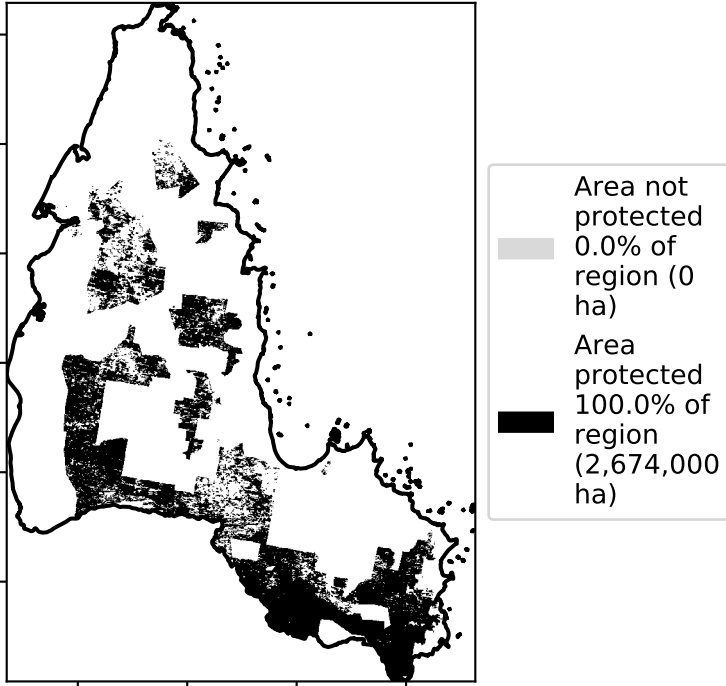 Area not
protected
0.0% of
region (0
ha)
Area
protected
100.0% of
region
(2,674,000
ha)